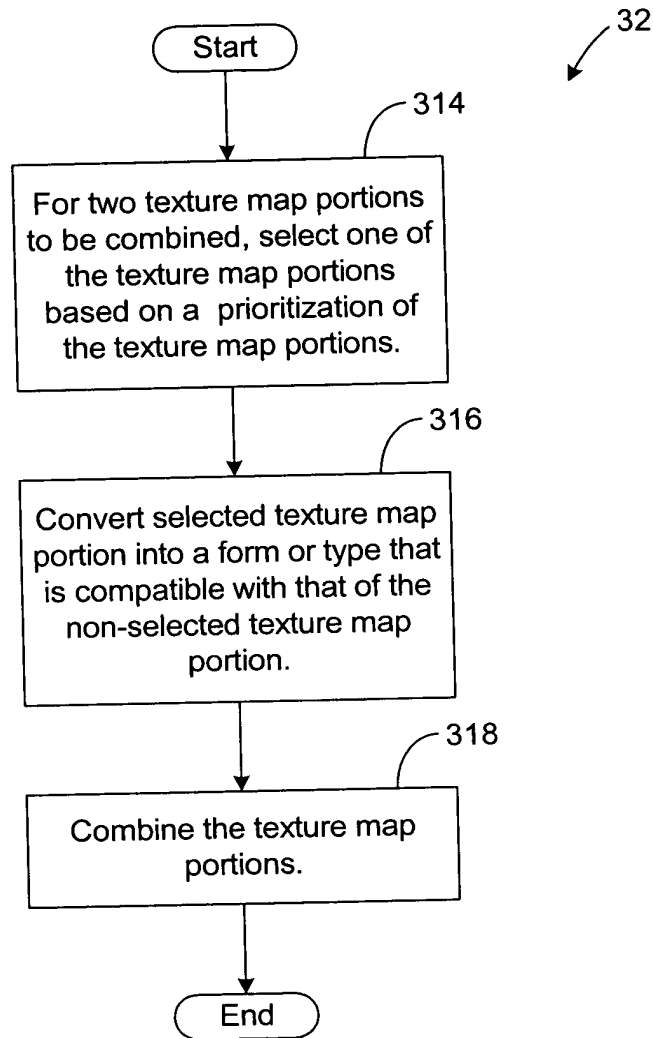 Start
32
314
For two texture map portions
to be combined, select one of
the texture map portions
based on a prioritization of
the texture map portions.
316
Convert selected texture map
portion into a form or type that
is compatible with that of the
non-selected texture map
portion.
318
Combine the texture map
portions.
End